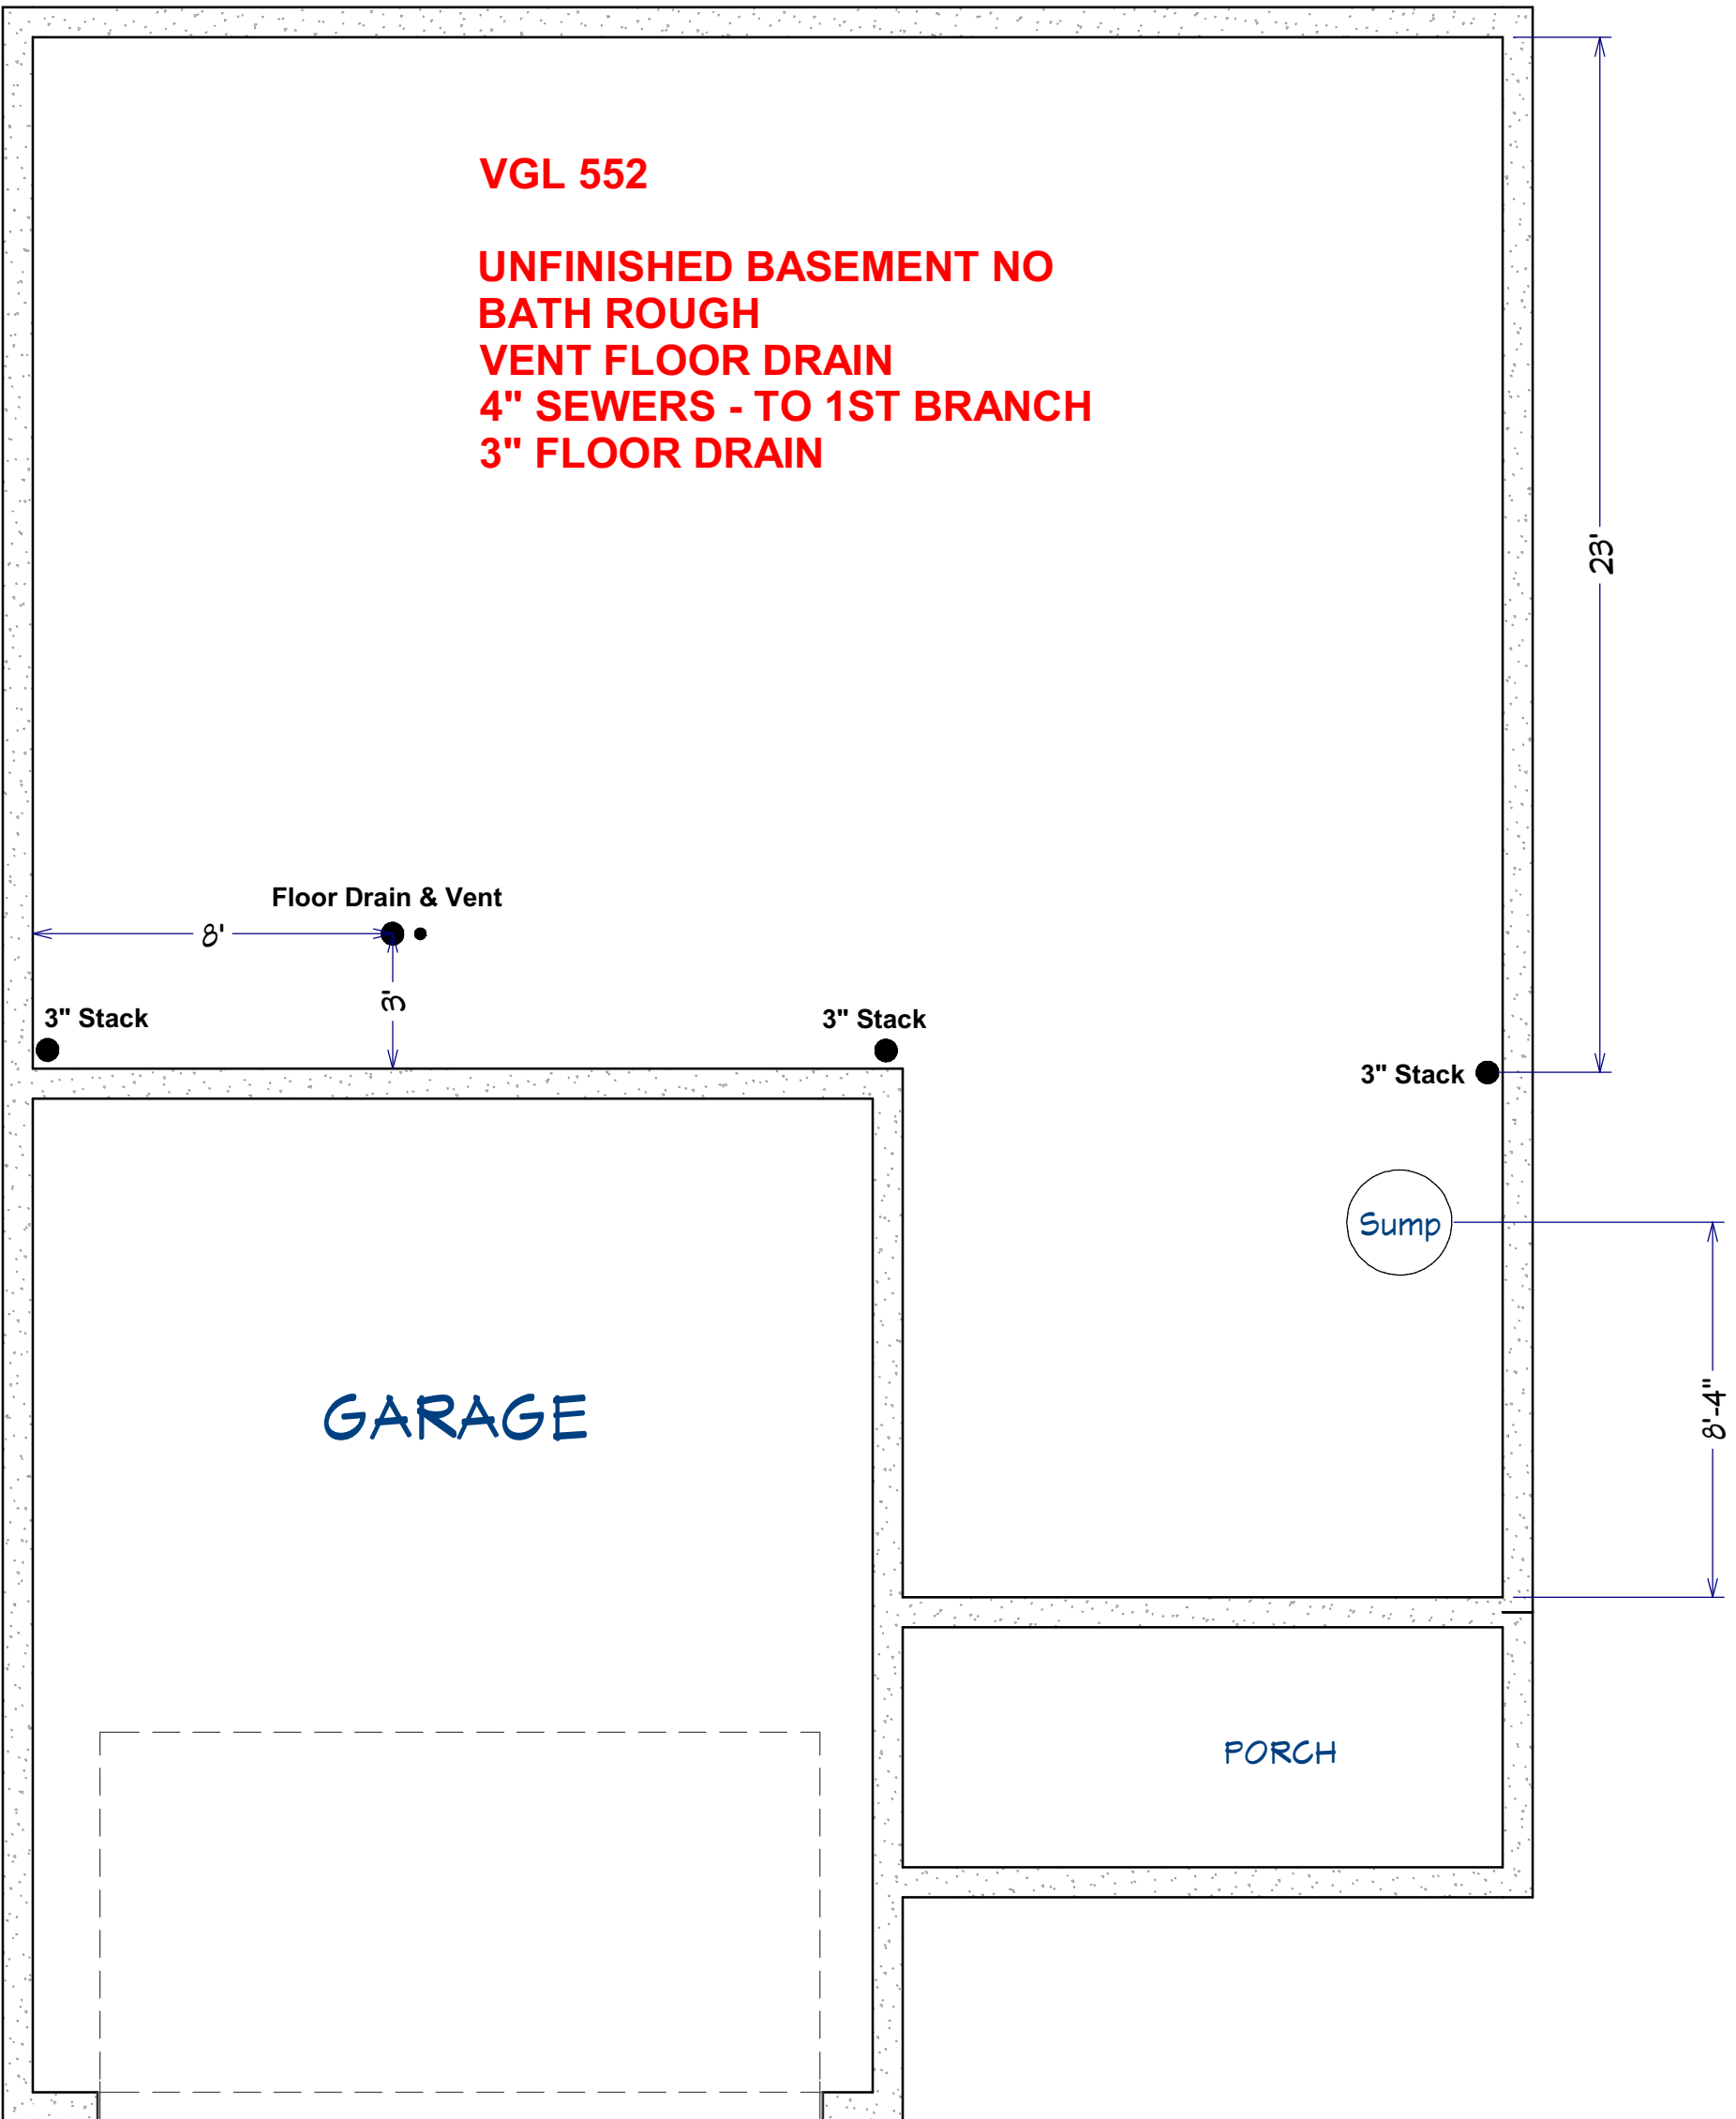 VGL 552
UNFINISHED BASEMENT NO
BATH ROUGH
VENT FLOOR DRAIN
4" SEWERS - TO 1ST BRANCH
3" FLOOR DRAIN
23'
Floor Drain & Vent
8'
3'
3" Stack
3" Stack
3" Stack
Sump
8'-4"
GARAGE
PORCH